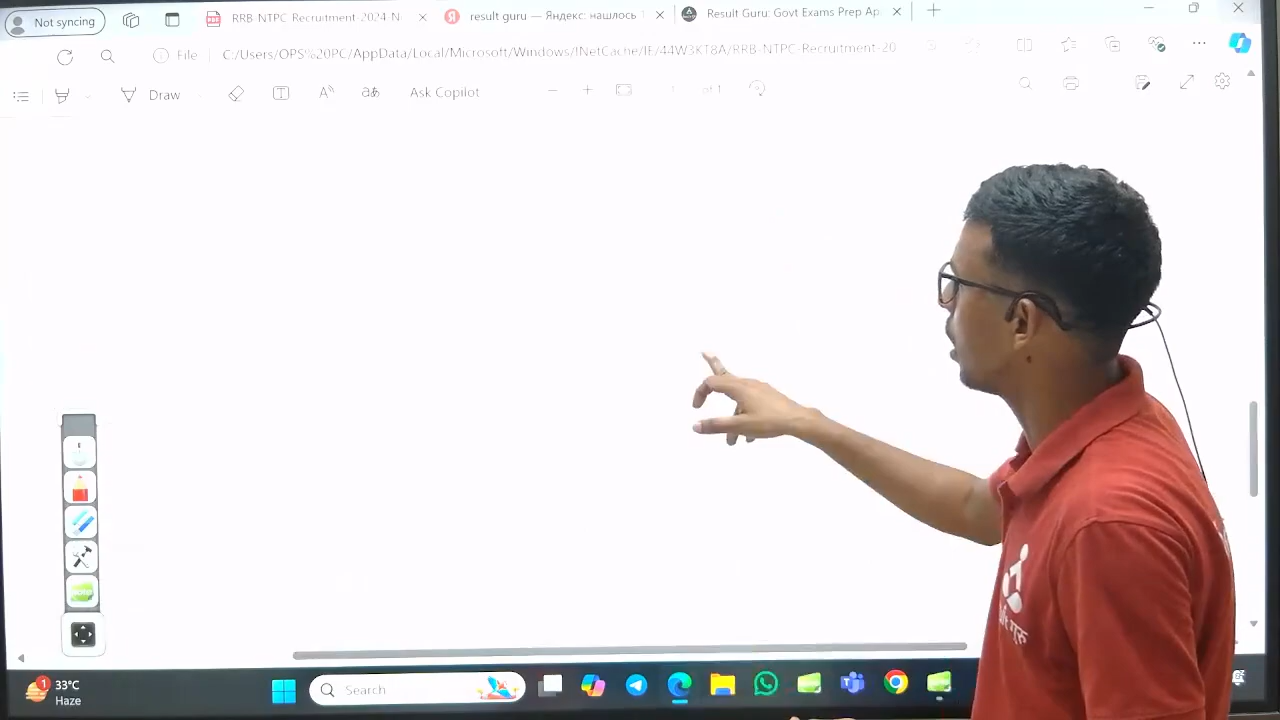 Not syncing
RRB-NTPC-Recruitment-2024-N
result guru — Яндекс: нашлось
Result Guru: Govt Exams Prep Ap
File
C:/Users/OPS%20PC/AppData/Local/Microsoft/Windows/INetCache/IE/44W3KT8A/RRB-NTPC-Recruitment-20
Draw
Ask Copilot
of 1
33°C
Haze
Search
गुरु